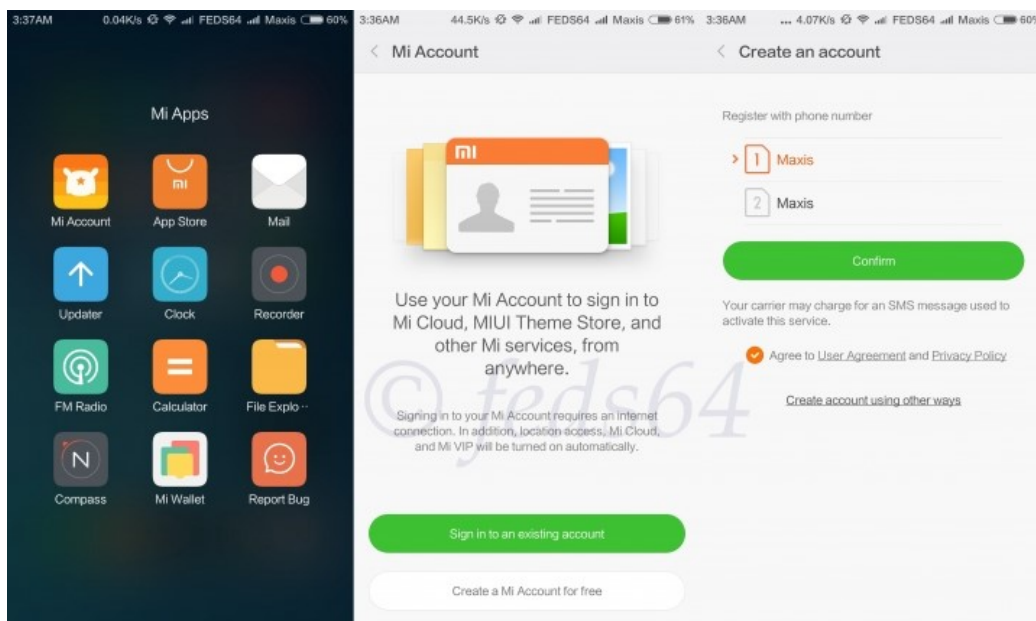 3:37AM 0.04K/s FEDS64 Maxis 60%
Mi Apps
Mi Account App Store Mail
Updater Clock Recorder
FM Radio Calculator File Explo··
Compass Mi Wallet Report Bug
3:36AM 44.5K/s FEDS64 Maxis 61%
< Mi Account
MI
Use your Mi Account to sign in to
Mi Cloud, MIUI Theme Store, and
other Mi services, from
anywhere.
Signing in to your Mi Account requires an internet
connection. In addition, location access, Mi Cloud,
and Mi VIP will be turned on automatically.
Sign in to an existing account
Create a Mi Account for free
3:36AM ... 4.07K/s FEDS64 Maxis 60%
< Create an account
Register with phone number
> 1 Maxis
2 Maxis
Confirm
Your carrier may charge for an SMS message used to
activate this service.
Agree to User Agreement and Privacy Policy
Create account using other ways
© feds64